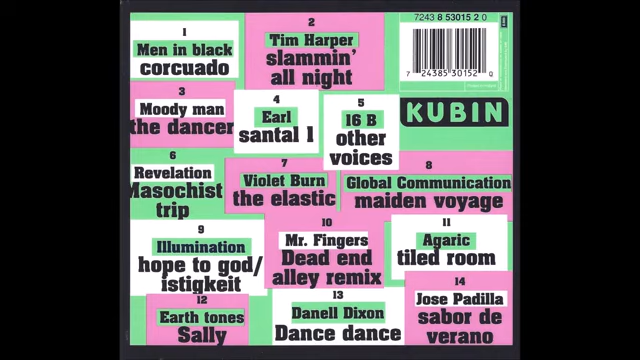 7243 8 53015 2 0
1
Men in black
corcuado
2
Tim Harper
slammin'
all night
7 24385 30152 0
3
Moody man
the dancer
4
Earl
santal 1
5
16 B
other
voices
KUBIN
6
Revelation
Masochist
trip
7
Violet Burn
the elastic
8
Global Communication
maiden voyage
9
Illumination
hope to god/
istigkeit
10
Mr. Fingers
Dead end
alley remix
11
Agaric
tiled room
12
Earth tones
Sally
13
Danell Dixon
Dance dance
14
Jose Padilla
sabor de
verano